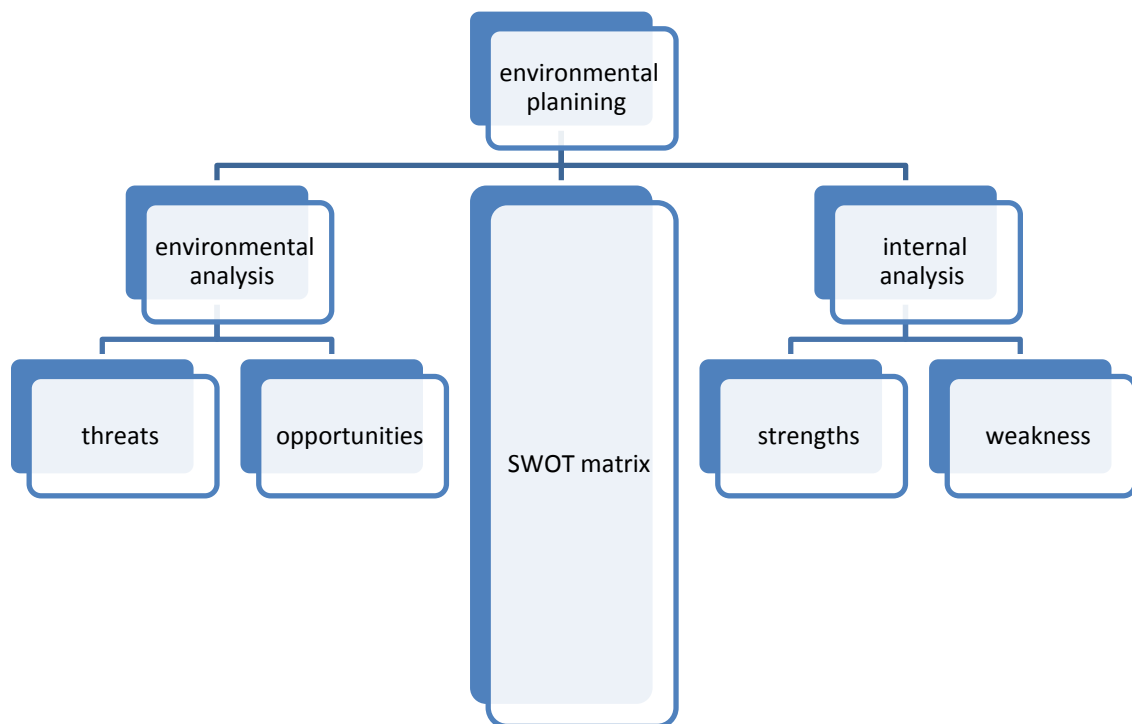 environmental
planining
environmental
analysis
internal
analysis
threats
opportunities
SWOT matrix
strengths
weakness